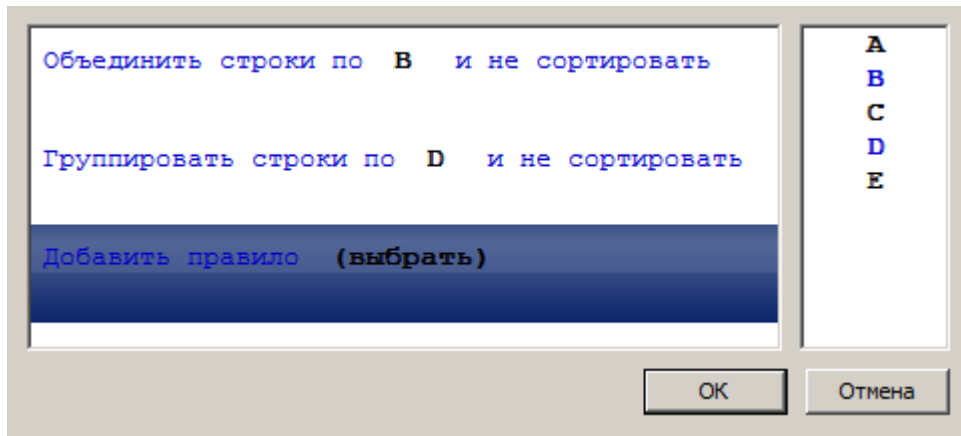 Объединить строки по B и не сортировать
Группировать строки по D и не сортировать
Добавить правило (выбрать)
A
B
C
D
E
OK
Отмена